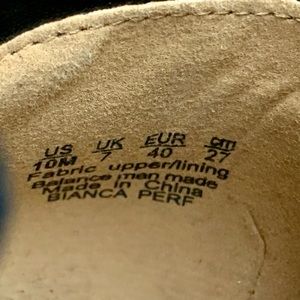 US UK EUR cm
10M 7 40 27
Fabric upper/lining
Balance man made
Made in China
BIANCA PERF